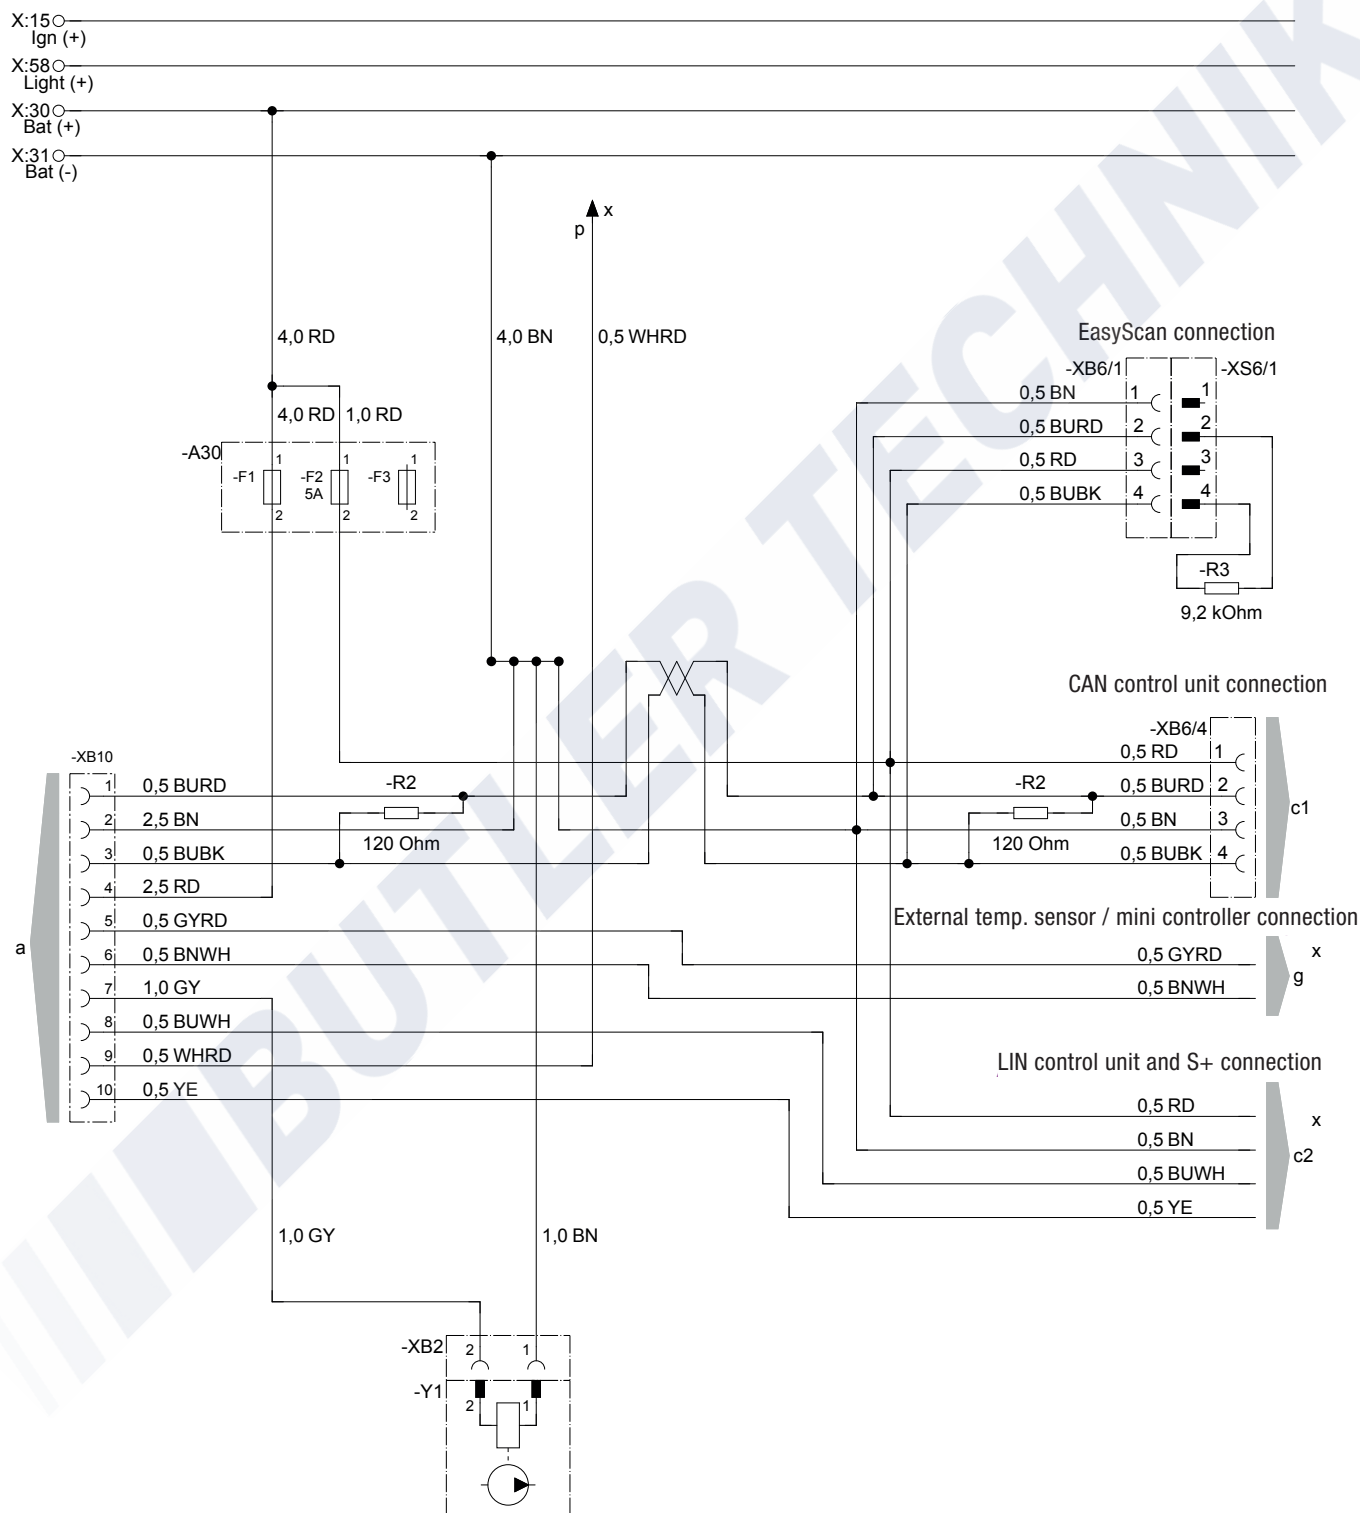 X:15
Ign (+)
X:58
Light (+)
X:30
Bat (+)
X:31
Bat (-)
x
p
4,0 RD
4,0 BN
0,5 WHRD
4,0 RD
1,0 RD
-A30
-F1
1
2
-F2
5A
1
2
-F3
1
2
EasyScan connection
-XB6/1
-XS6/1
0,5 BN
1
1
0,5 BURD
2
2
0,5 RD
3
3
0,5 BUBK
4
4
-R3
9,2 kOhm
CAN control unit connection
-XB6/4
0,5 RD
1
0,5 BURD
2
0,5 BN
3
0,5 BUBK
4
c1
-R2
120 Ohm
-R2
120 Ohm
-XB10
a
1
0,5 BURD
2
2,5 BN
3
0,5 BUBK
4
2,5 RD
5
0,5 GYRD
6
0,5 BNWH
7
1,0 GY
8
0,5 BUWH
9
0,5 WHRD
10
0,5 YE
External temp. sensor / mini controller connection
0,5 GYRD
0,5 BNWH
x
g
LIN control unit and S+ connection
0,5 RD
0,5 BN
0,5 BUWH
0,5 YE
x
c2
1,0 GY
1,0 BN
-XB2
2
1
-Y1
2
1
BUTLER TECHNIK